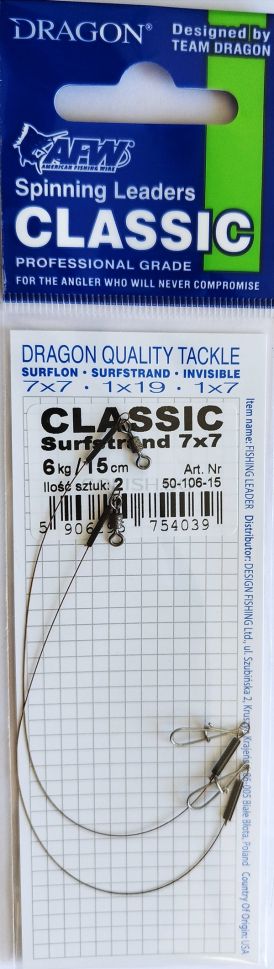 DRAGON®
Designed by
TEAM DRAGON
AFW
AMERICAN FISHING WIRE
Spinning Leaders
CLASSIC
PROFESSIONAL GRADE
FOR THE ANGLER WHO WILL NEVER COMPROMISE
DRAGON QUALITY TACKLE
SURFLON · SURFSTRAND · INVISIBLE
7x7 · 1x19 · 1x7
CLASSIC
Surfstrand 7x7
6 kg / 15 cm Art. Nr
Ilość sztuk: 2 50-106-15
754039
Item name: FISHING LEADER Distributor: DESIGN FISHING Ltd., ul. Szubińska 2, Kruszyn Krajeński, 86-005 Białe Błota, Poland Country Of Origin: USA